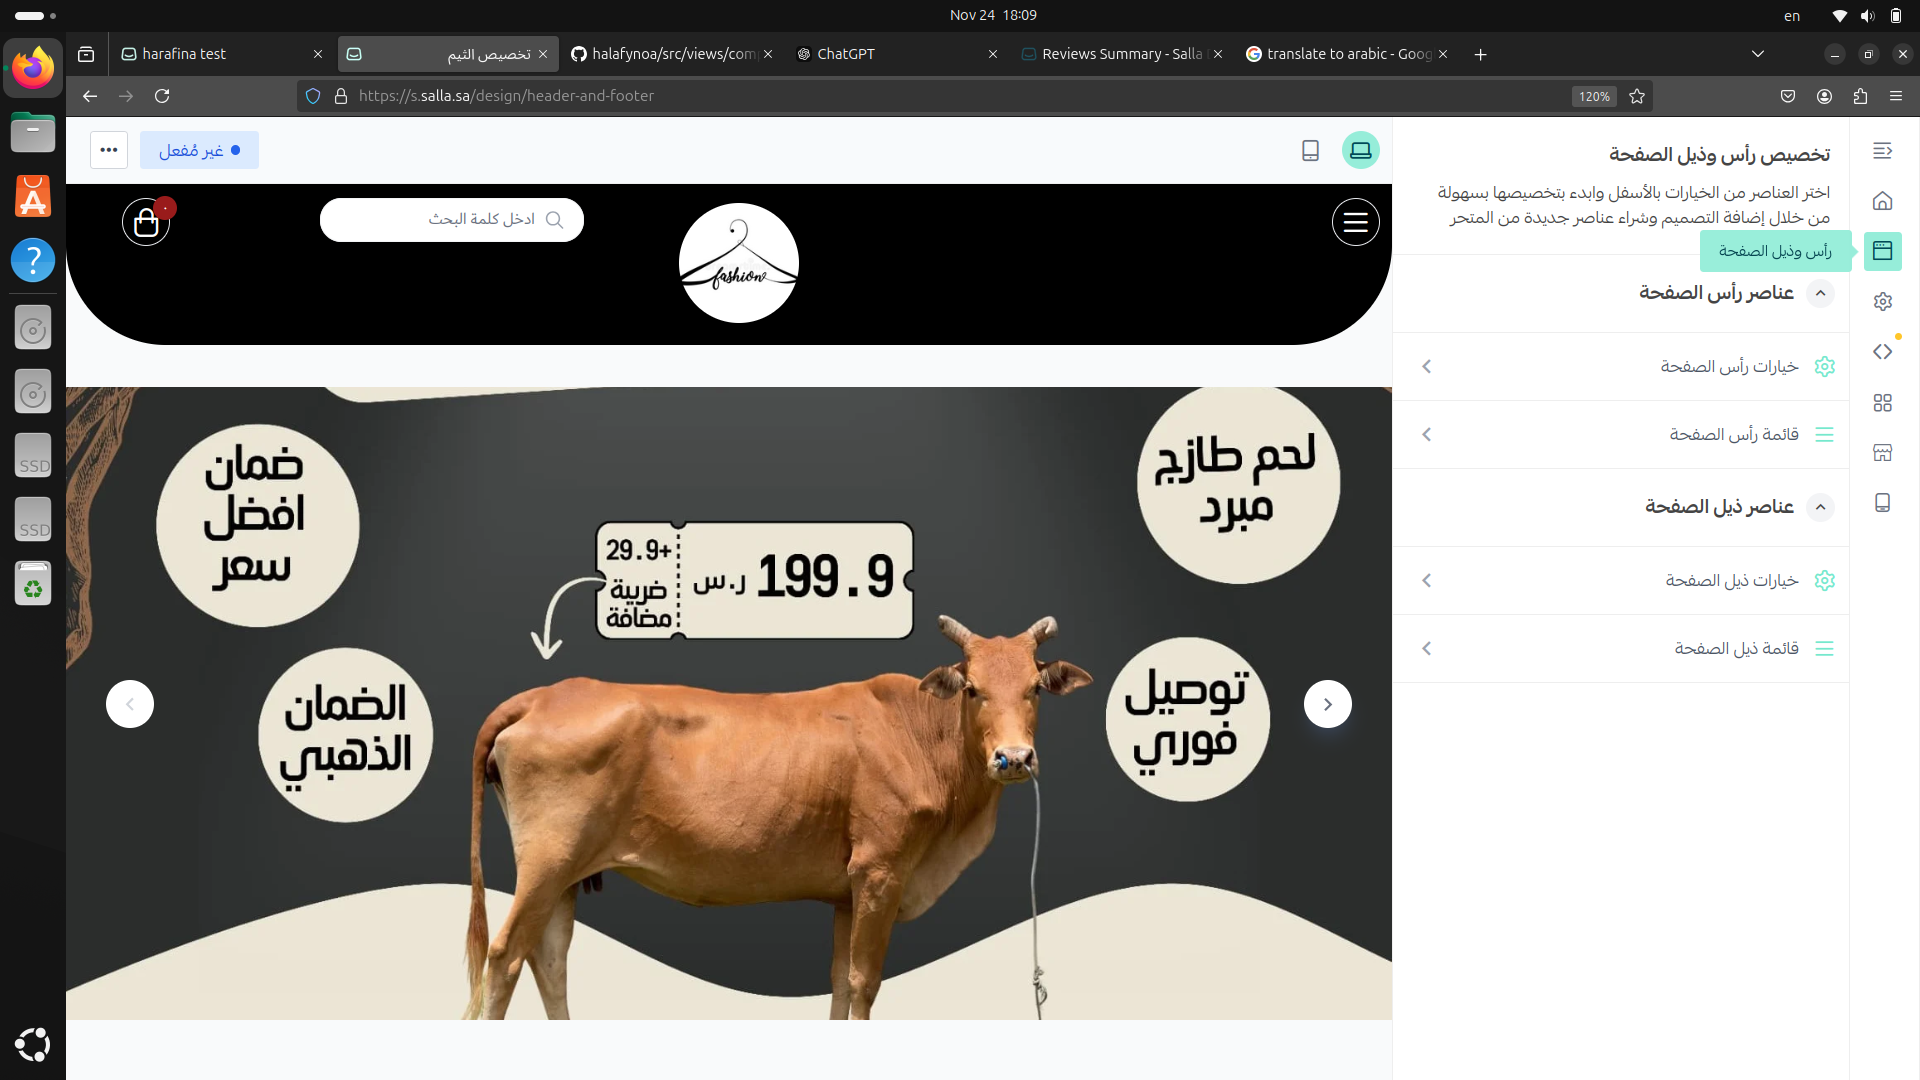 Nov 24 18:09
en
harafina test
تخصيص الثيم
halafynoa/src/views/com
ChatGPT
Reviews Summary - Salla
translate to arabic - Goog
https://s.salla.sa/design/header-and-footer
120%
غير مُفعل
تخصيص رأس وذيل الصفحة
اختر العناصر من الخيارات بالأسفل وابدء بتخصيصها بسهولة
من خلال إضافة التصميم وشراء عناصر جديدة من المتجر
رأس وذيل الصفحة
عناصر رأس الصفحة
خيارات رأس الصفحة
قائمة رأس الصفحة
عناصر ذيل الصفحة
خيارات ذيل الصفحة
قائمة ذيل الصفحة
ادخل كلمة البحث
fashion
لحم طازج
مبرد
ضمان
افضل
سعر
199.9 ر.س
29.9+
ضريبة
مضافة
توصيل
فوري
الضمان
الذهبي
SSD
SSD